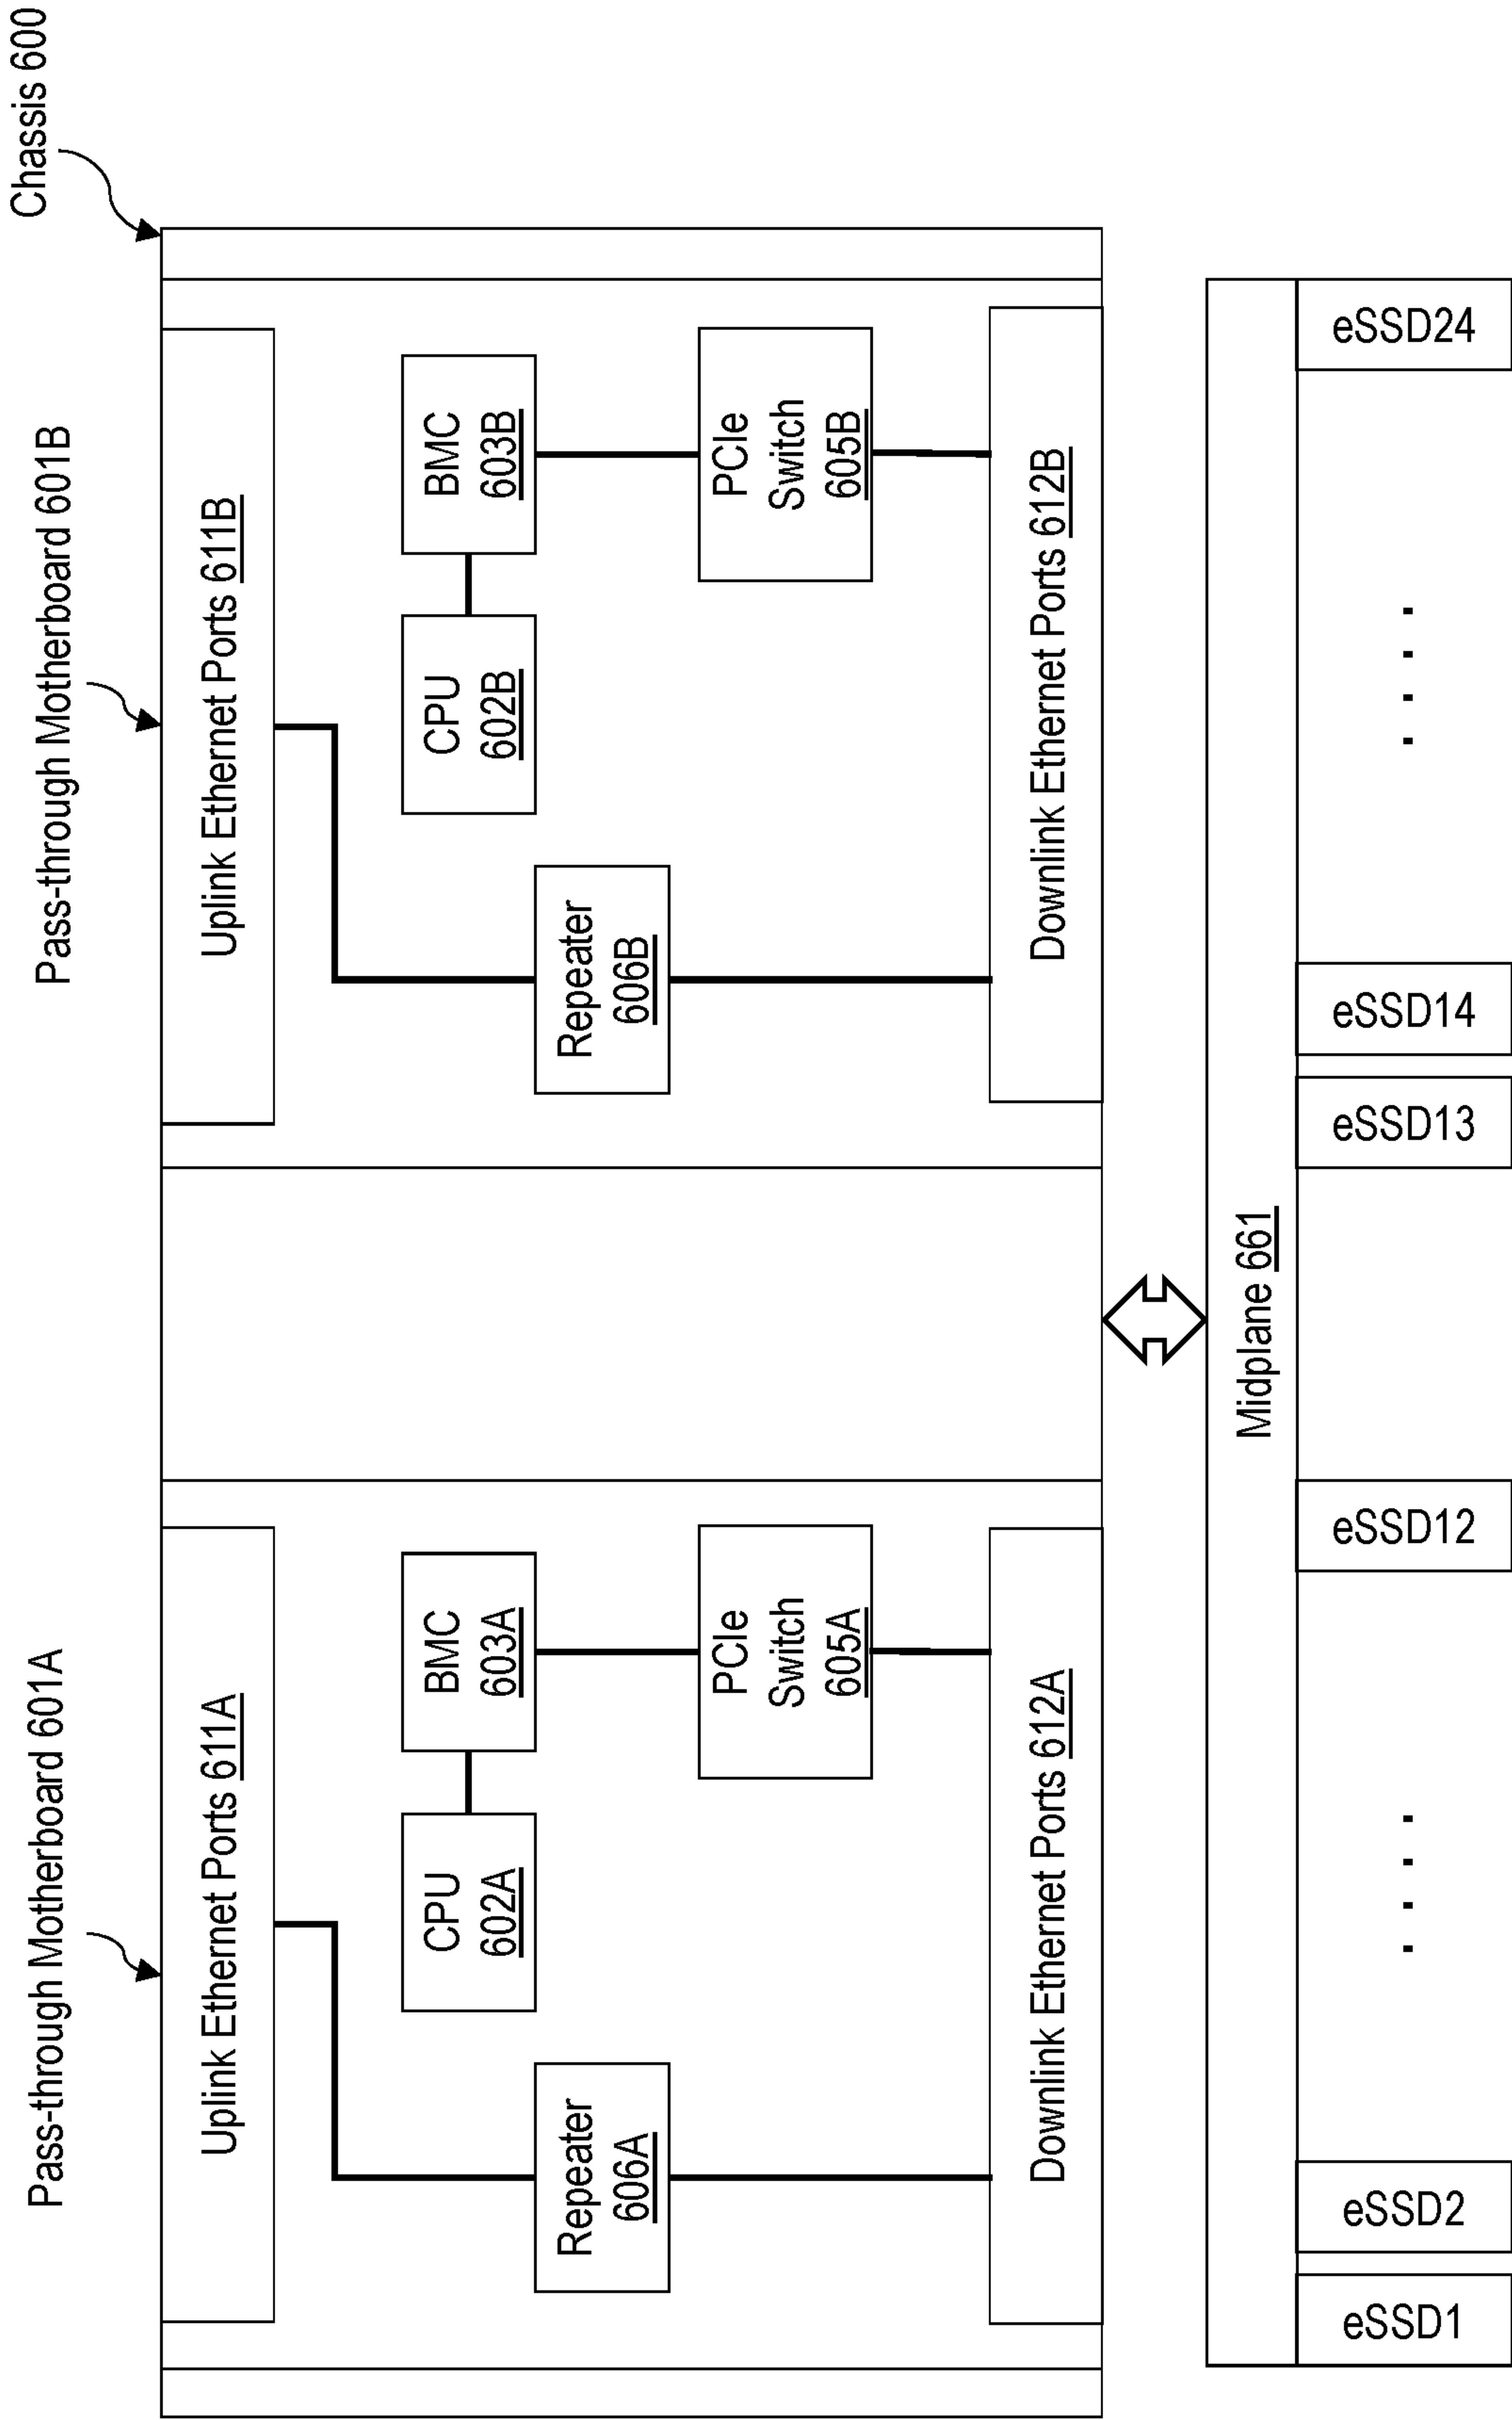 Chassis 600
Pass-through Motherboard 601A
Pass-through Motherboard 601B
Uplink Ethernet Ports 611A
Uplink Ethernet Ports 611B
CPU
602A
BMC
603A
CPU
602B
BMC
603B
Repeater
606A
Repeater
606B
PCIe
Switch
605A
PCIe
Switch
605B
Downlink Ethernet Ports 612A
Downlink Ethernet Ports 612B
Midplane 661
eSSD1
eSSD2
. . . .
eSSD12
eSSD13
eSSD14
. . . .
eSSD24